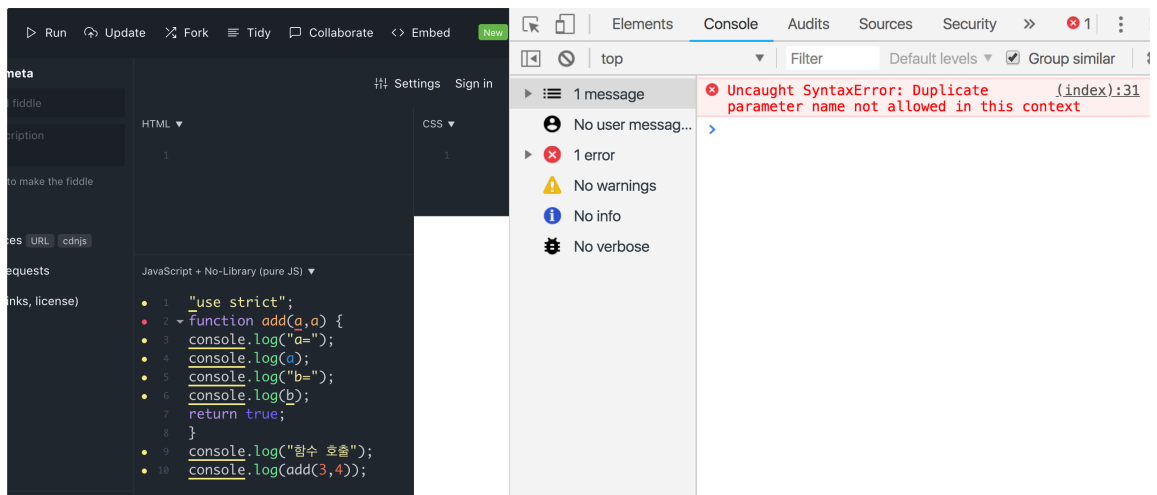 Run Update Fork Tidy Collaborate Embed New
meta
Settings Sign in
l fiddle
cription
to make the fiddle
ces URL cdnjs
equests
inks, license)
HTML ▼
1
CSS ▼
1
JavaScript + No-Library (pure JS) ▼
1 "use strict";
2 function add(a,a) {
3 console.log("a=");
4 console.log(a);
5 console.log("b=");
6 console.log(b);
7 return true;
8 }
9 console.log("함수 호출");
10 console.log(add(3,4));
Elements Console Audits Sources Security » 1
top ▼ Filter Default levels ▼ Group similar
1 message
No user messag...
1 error
No warnings
No info
No verbose
Uncaught SyntaxError: Duplicate (index):31
parameter name not allowed in this context